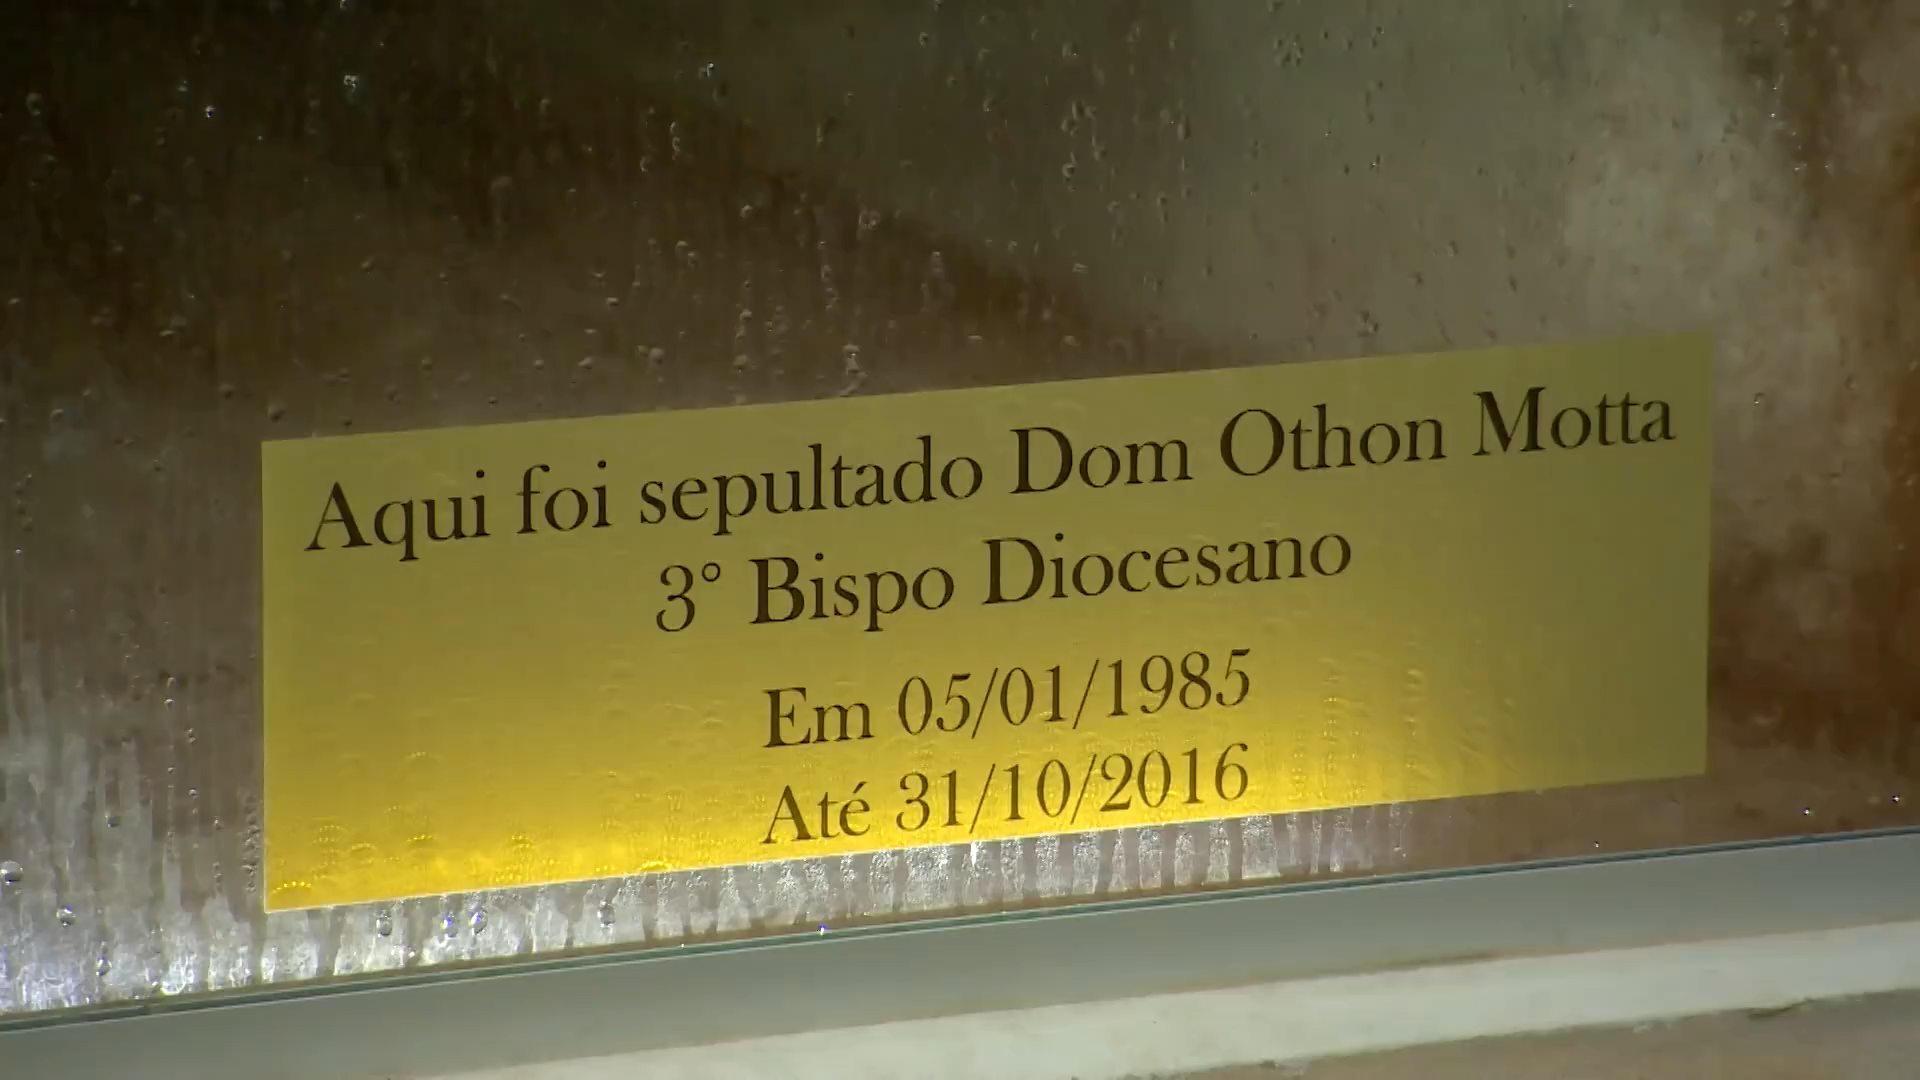 Aqui foi sepultado Dom Othon Motta
3° Bispo Diocesano
Em 05/01/1985
Até 31/10/2016